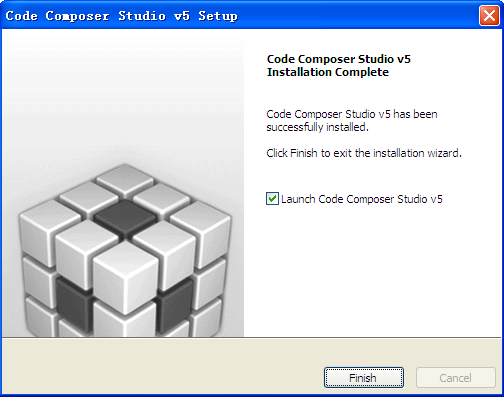 Code Composer Studio v5 Setup
Code Composer Studio v5
Installation Complete
Code Composer Studio v5 has been
successfully installed.
Click Finish to exit the installation wizard.
Launch Code Composer Studio v5
Finish
Cancel